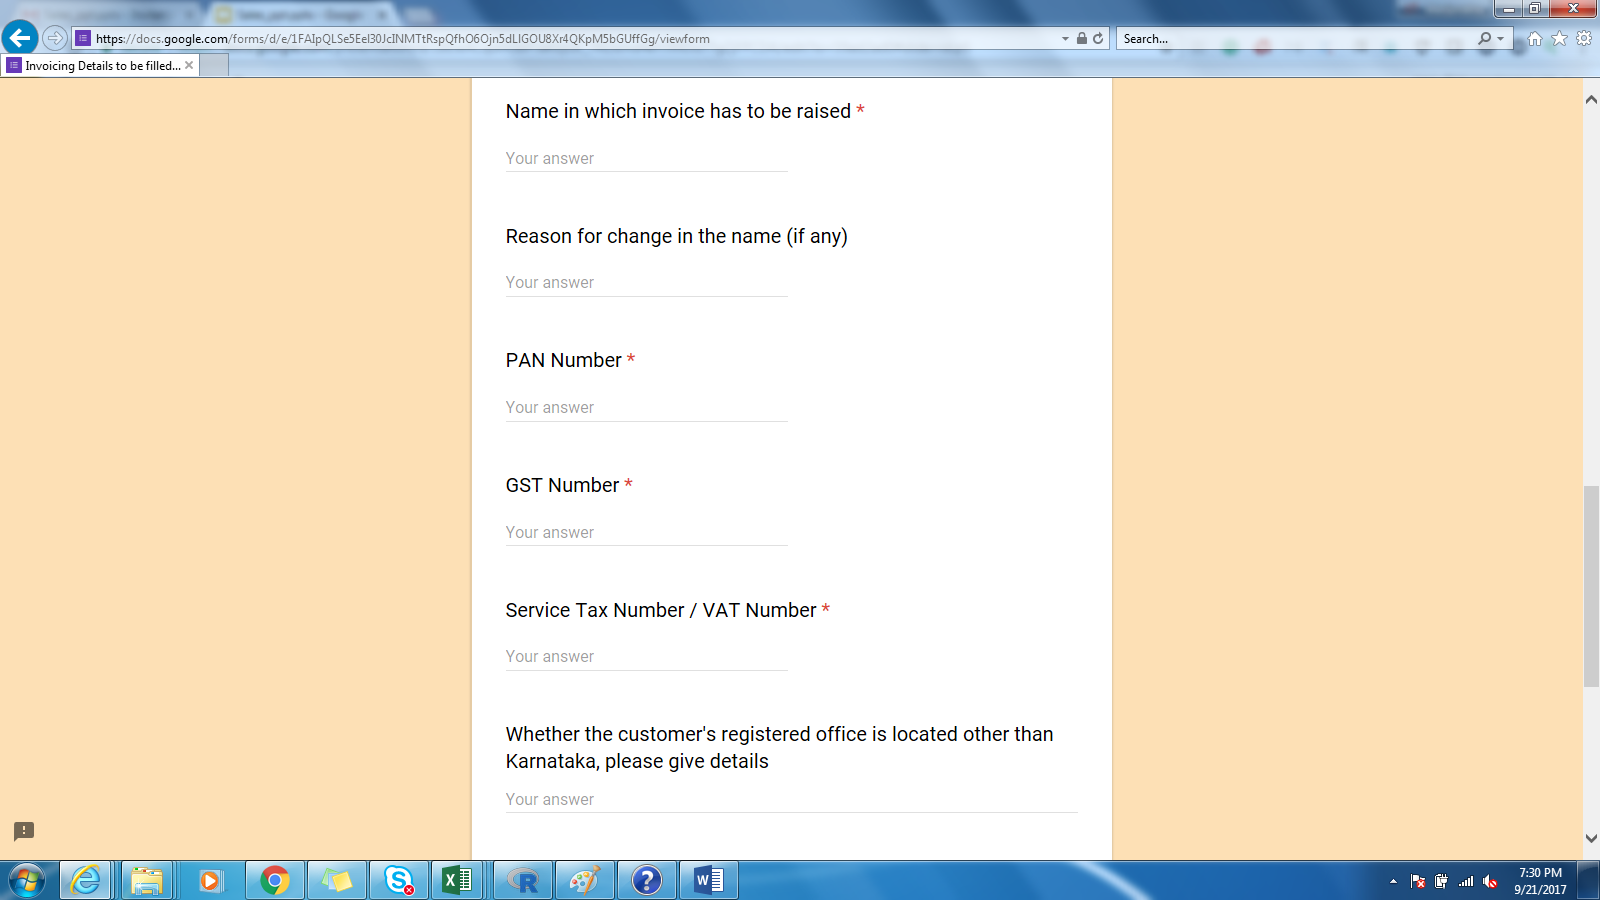 https://docs.google.com/forms/d/e/1FAIpQLSe5Eel30JcINMTtRspQfhO6Ojn5dLlGOU8Xr4QKpM5bGUffGg/viewform
Search...
Invoicing Details to be filled...
Name in which invoice has to be raised *
Your answer
Reason for change in the name (if any)
Your answer
PAN Number *
Your answer
GST Number *
Your answer
Service Tax Number / VAT Number *
Your answer
Whether the customer's registered office is located other than
Karnataka, please give details
Your answer
7:30 PM
9/21/2017